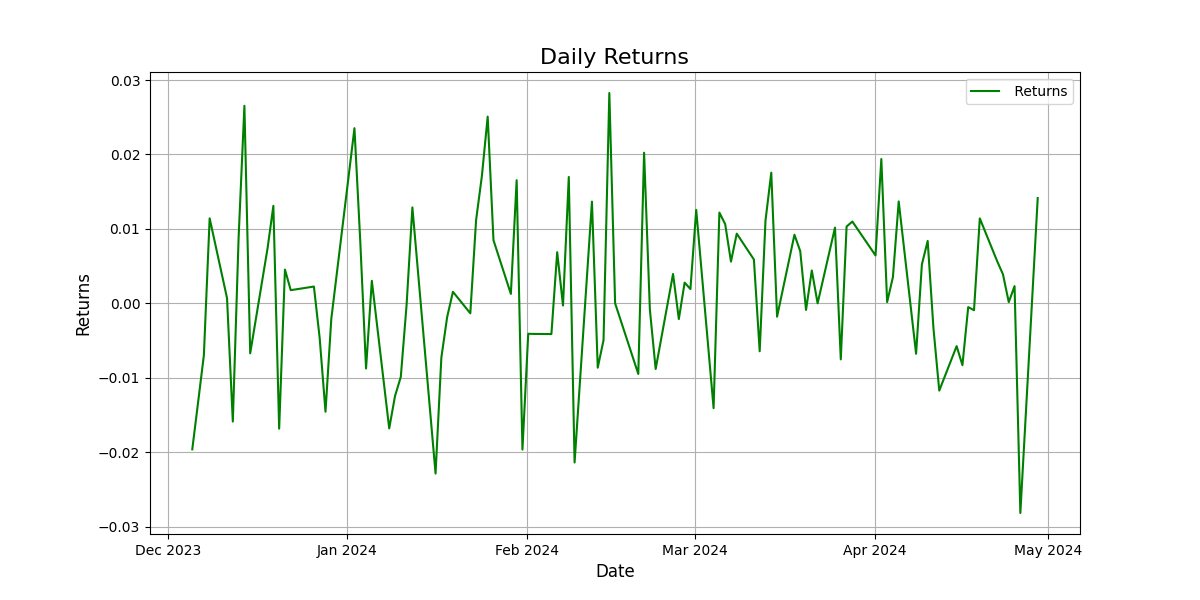 Daily Returns
Returns
0.03
0.02
0.01
0.00
−0.01
−0.02
−0.03
Returns
Dec 2023
Jan 2024
Feb 2024
Mar 2024
Apr 2024
May 2024
Date